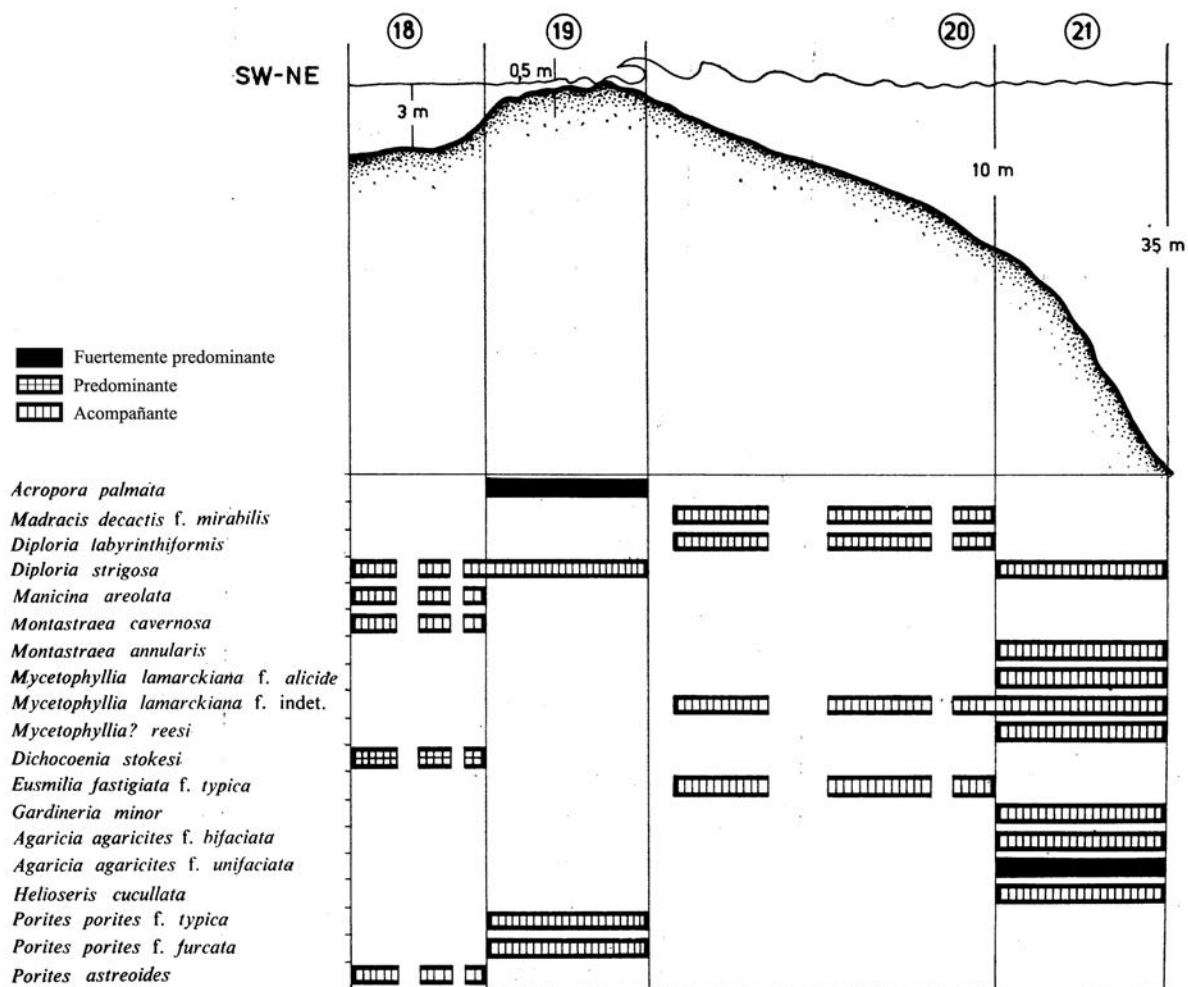 18 19 20 21
SW-NE
0,5 m
3 m
10 m
35 m
Fuertemente predominante
Predominante
Acompañante
Acropora palmata
Madracis decactis f. mirabilis
Diploria labyrinthiformis
Diploria strigosa
Manicina areolata
Montastraea cavernosa
Montastraea annularis
Mycetophyllia lamarckiana f. alicide
Mycetophyllia lamarckiana f. indet.
Mycetophyllia? reesi
Dichocoenia stokesi
Eusmilia fastigiata f. typica
Gardineria minor
Agaricia agaricites f. bifaciata
Agaricia agaricites f. unifaciata
Helioseris cucullata
Porites porites f. typica
Porites porites f. furcata
Porites astreoides